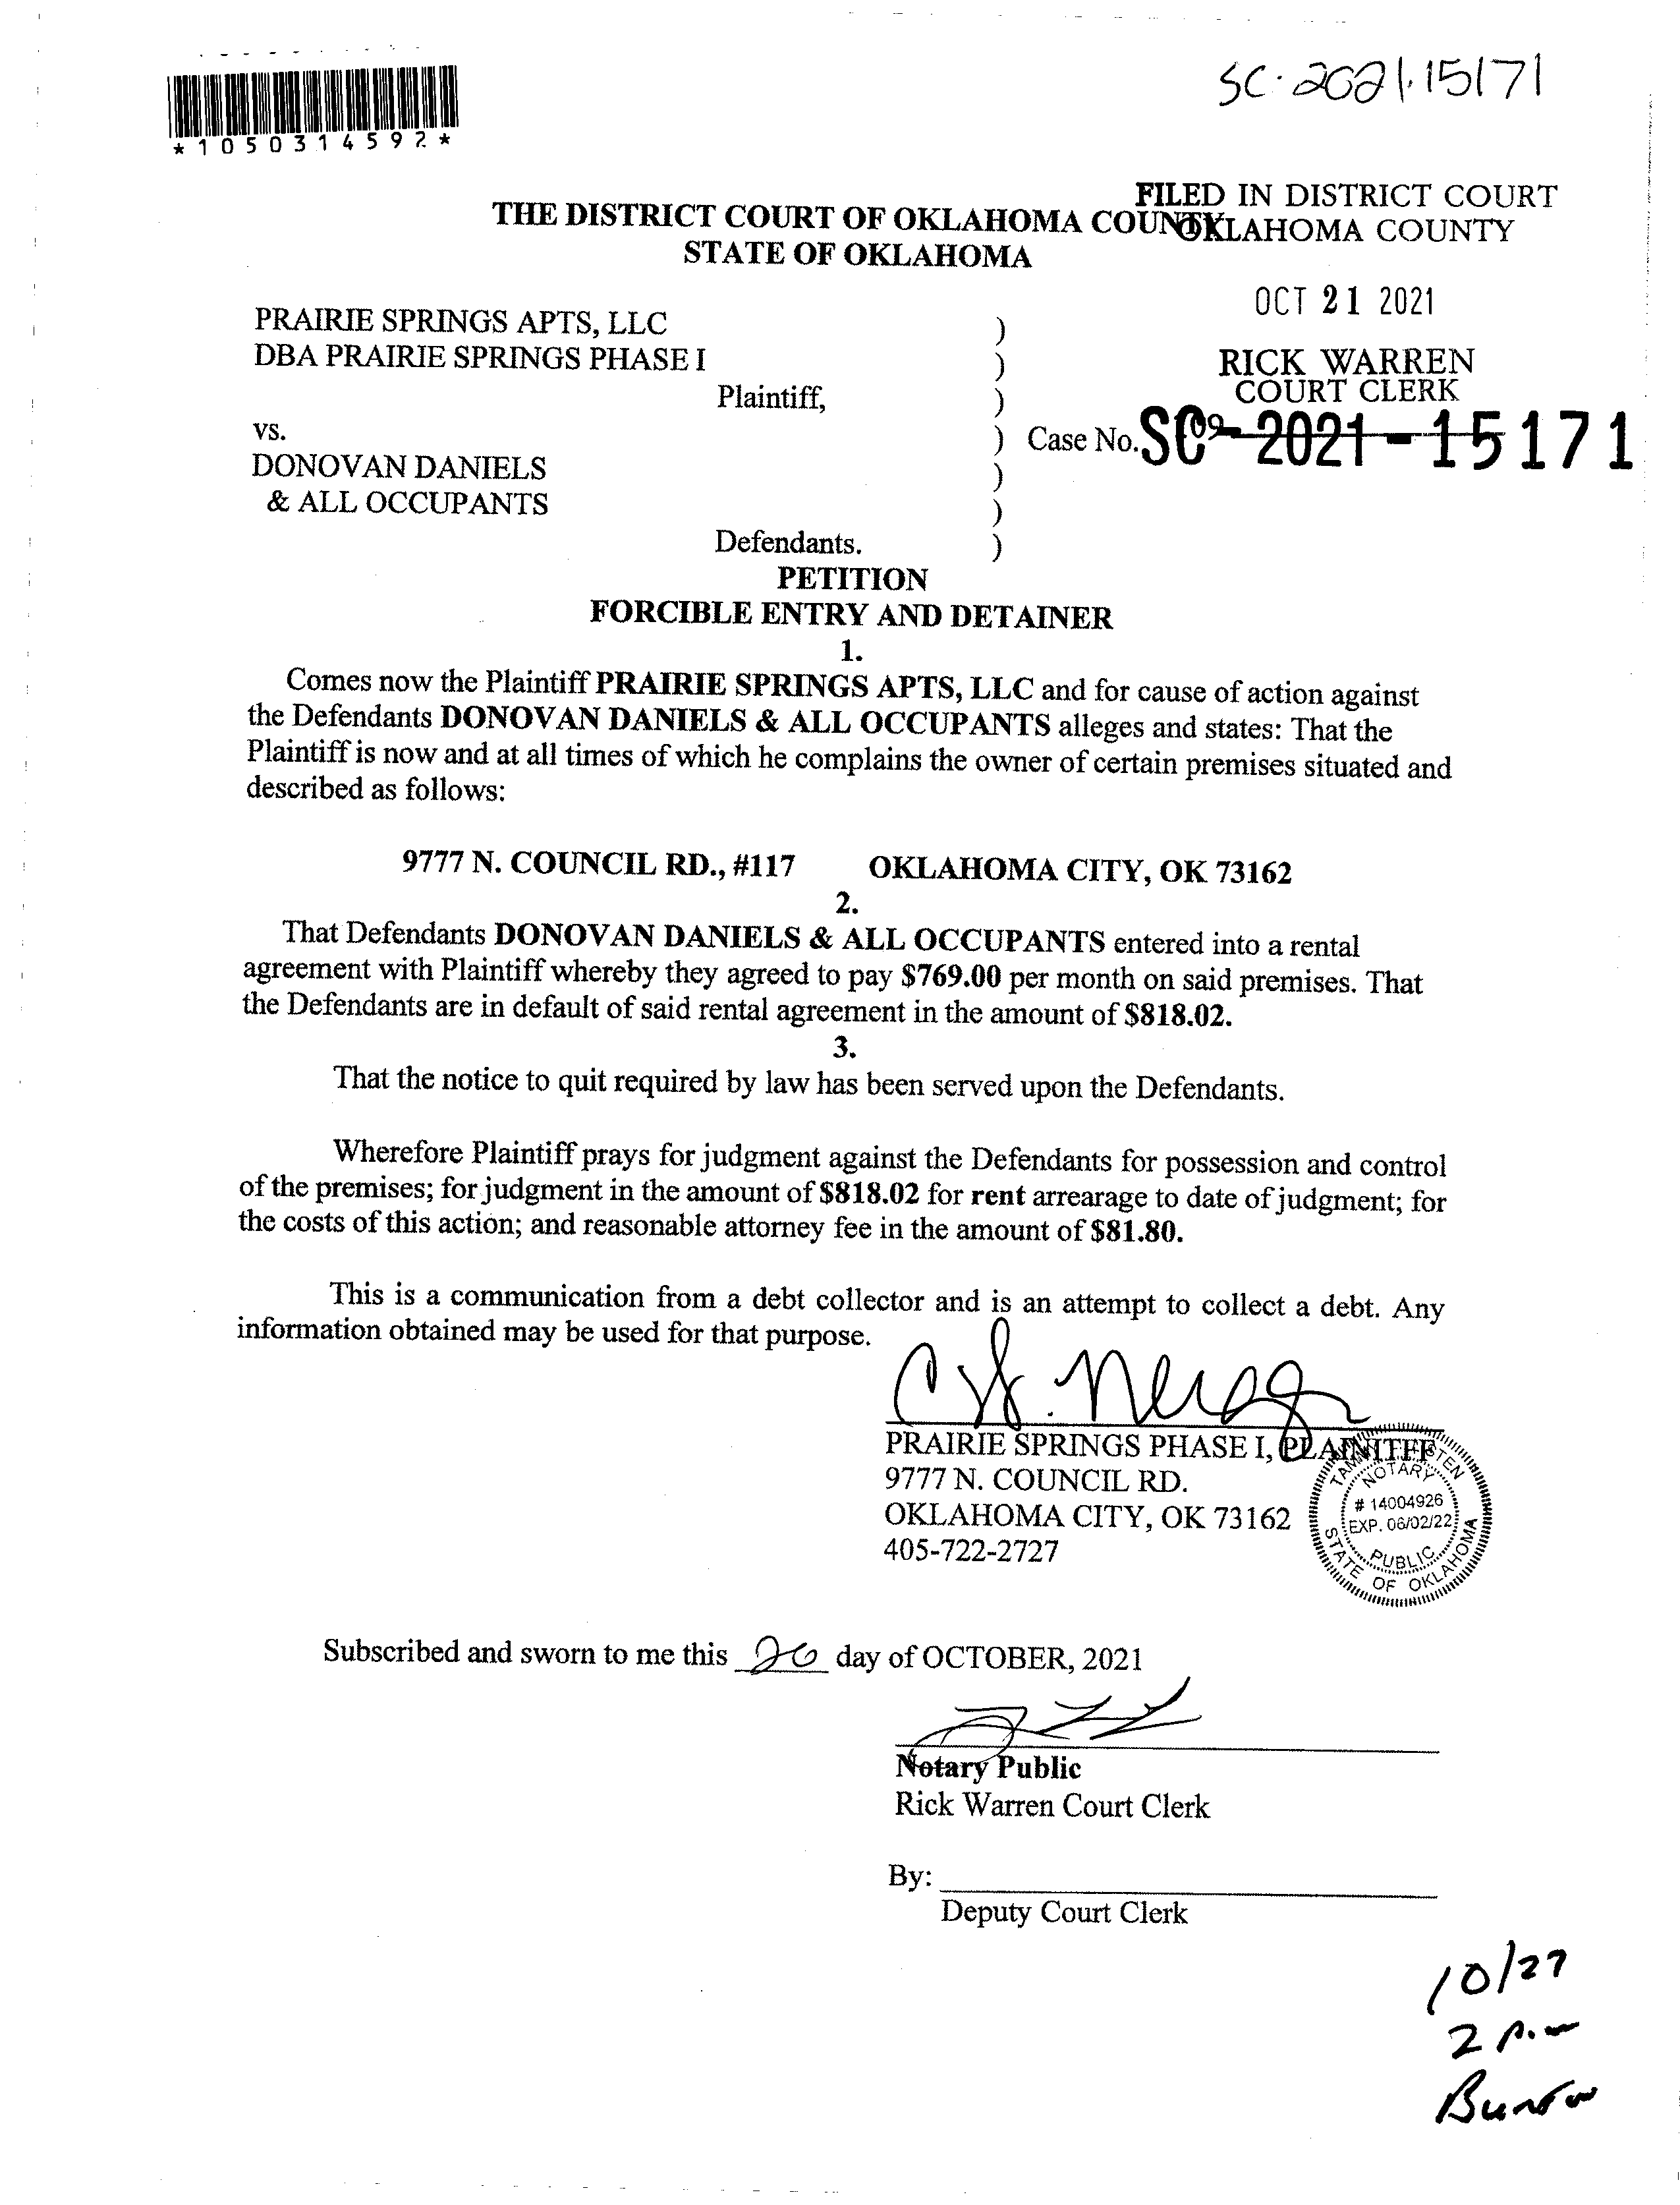 SC-2021-15171
*1050314592*
FILED IN DISTRICT COURT
OKLAHOMA COUNTY
THE DISTRICT COURT OF OKLAHOMA COUNTY
STATE OF OKLAHOMA
OCT 21 2021
RICK WARREN
COURT CLERK
PRAIRIE SPRINGS APTS, LLC )
DBA PRAIRIE SPRINGS PHASE I )
Plaintiff, )
vs. ) Case No. SC-2021-15171
DONOVAN DANIELS )
& ALL OCCUPANTS )
Defendants. )
PETITION
FORCIBLE ENTRY AND DETAINER
1.
Comes now the Plaintiff PRAIRIE SPRINGS APTS, LLC and for cause of action against
the Defendants DONOVAN DANIELS & ALL OCCUPANTS alleges and states: That the
Plaintiff is now and at all times of which he complains the owner of certain premises situated and
described as follows:
9777 N. COUNCIL RD., #117 OKLAHOMA CITY, OK 73162
2.
That Defendants DONOVAN DANIELS & ALL OCCUPANTS entered into a rental
agreement with Plaintiff whereby they agreed to pay $769.00 per month on said premises. That
the Defendants are in default of said rental agreement in the amount of $818.02.
3.
That the notice to quit required by law has been served upon the Defendants.
Wherefore Plaintiff prays for judgment against the Defendants for possession and control
of the premises; for judgment in the amount of $818.02 for rent arrearage to date of judgment; for
the costs of this action; and reasonable attorney fee in the amount of $81.80.
This is a communication from a debt collector and is an attempt to collect a debt. Any
information obtained may be used for that purpose.
PRAIRIE SPRINGS PHASE I, PLAINTIFF
9777 N. COUNCIL RD.
OKLAHOMA CITY, OK 73162
405-722-2727
NOTARY
# 14004926
EXP. 06/02/22
PUBLIC
STATE OF OKLAHOMA
Subscribed and sworn to me this 20 day of OCTOBER, 2021
Notary Public
Rick Warren Court Clerk
By:
Deputy Court Clerk
10/27
2 p.m